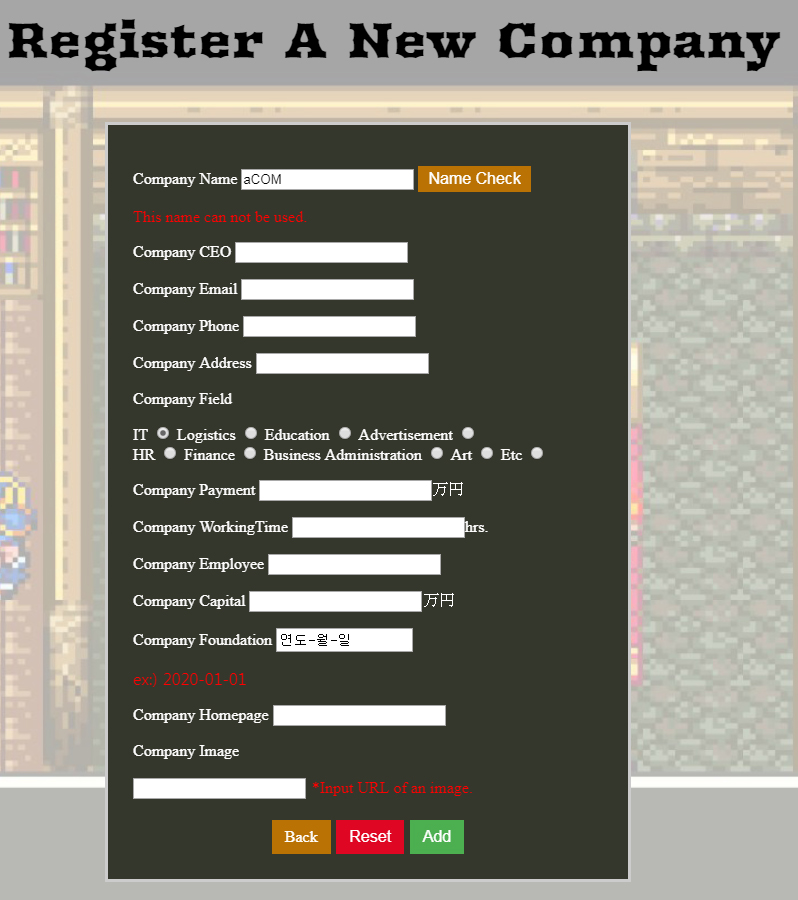 Register A New Company
Company Name aCOM Name Check
This name can not be used.
Company CEO
Company Email
Company Phone
Company Address
Company Field
IT Logistics Education Advertisement
HR Finance Business Administration Art Etc
Company Payment 万円
Company WorkingTime hrs.
Company Employee
Company Capital 万円
Company Foundation 연도-월-일
ex:) 2020-01-01
Company Homepage
Company Image
*Input URL of an image.
Back Reset Add